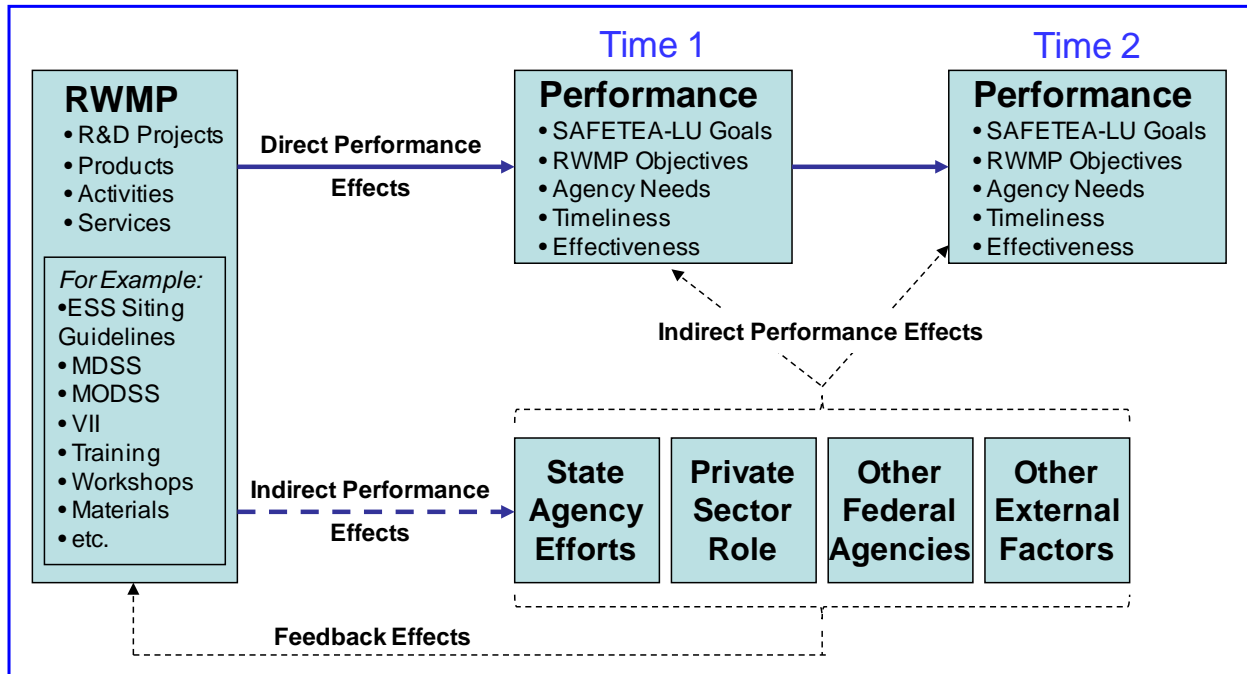 Time 1
Time 2
RWMP
• R&D Projects
• Products
• Activities
• Services
For Example:
•ESS Siting
Guidelines
• MDSS
• MODSS
• VII
• Training
• Workshops
• Materials
• etc.
Direct Performance
Effects
Performance
• SAFETEA-LU Goals
• RWMP Objectives
• Agency Needs
• Timeliness
• Effectiveness
Performance
• SAFETEA-LU Goals
• RWMP Objectives
• Agency Needs
• Timeliness
• Effectiveness
Indirect Performance Effects
Indirect Performance
Effects
State
Agency
Efforts
Private
Sector
Role
Other
Federal
Agencies
Other
External
Factors
Feedback Effects